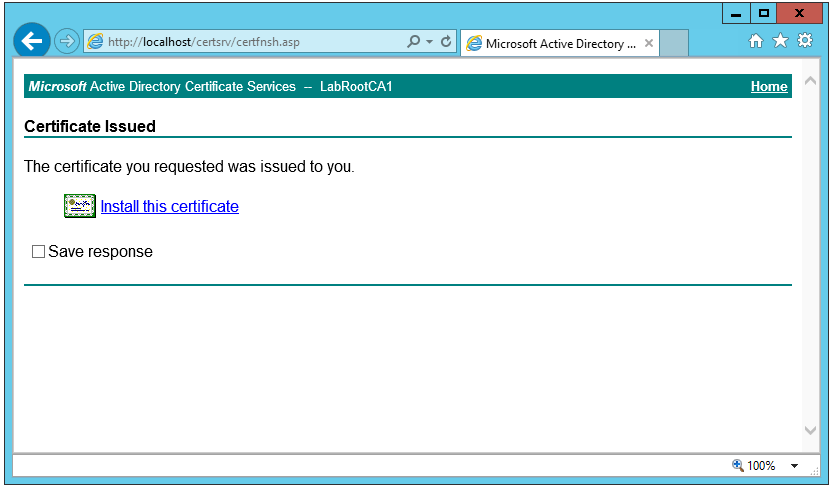 http://localhost/certsrv/certfnsh.asp
Microsoft Active Directory ...
Microsoft Active Directory Certificate Services -- LabRootCA1
Home
Certificate Issued
The certificate you requested was issued to you.
Install this certificate
Save response
100%